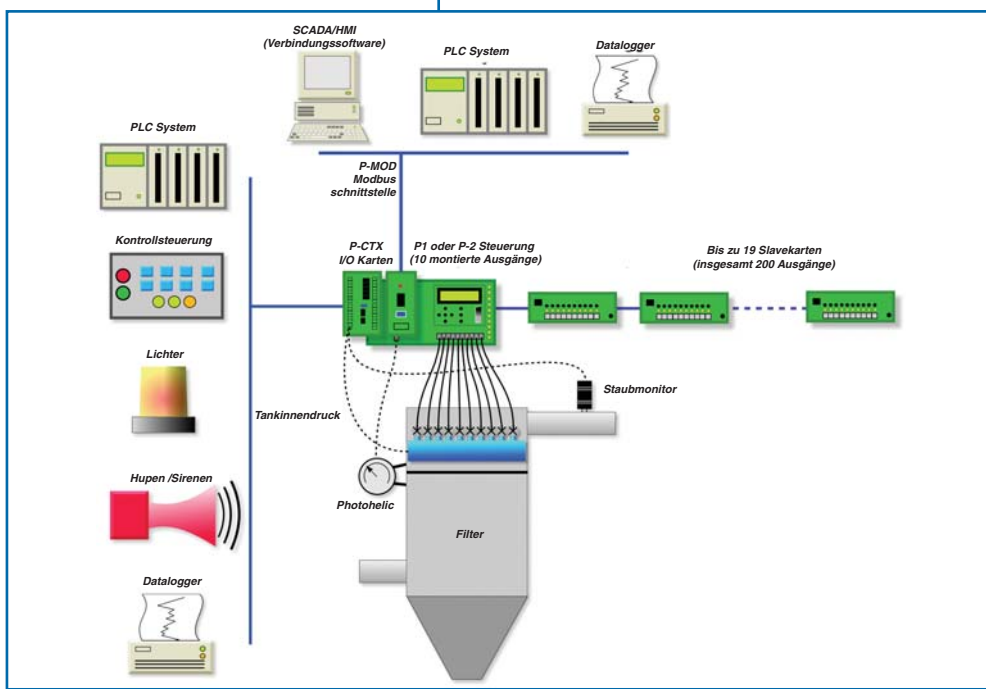 SCADA/HMI
(Verbindungssoftware)
PLC System
Datalogger
PLC System
P-MOD
Modbus
schnittstelle
Kontrollsteuerung
P-CTX
I/O Karten
P1 oder P-2 Steuerung
(10 montierte Ausgänge)
Bis zu 19 Slavekarten
(insgesamt 200 Ausgänge)
Lichter
Staubmonitor
Tankinnendruck
Hupen /Sirenen
Photohelic
Filter
Datalogger